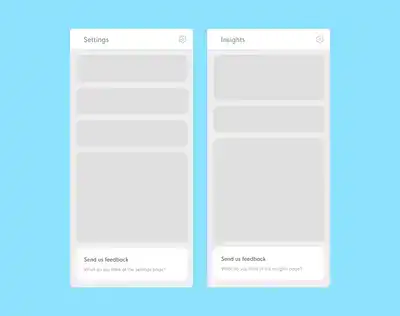 Settings
Send us feedback
What do you think of the settings page?
Insights
Send us feedback
What do you think of the insights page?